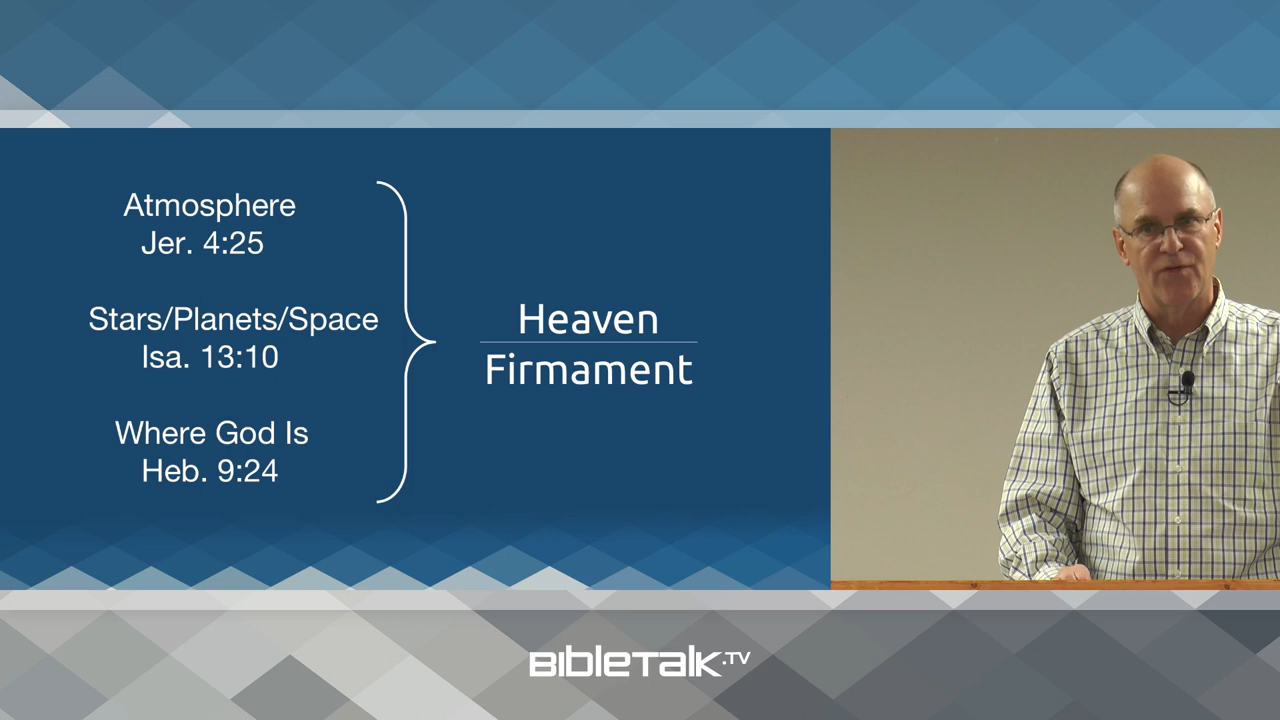 Atmosphere
Jer. 4:25
Stars/Planets/Space
Isa. 13:10
Where God Is
Heb. 9:24
Heaven
Firmament
BIBLETALK.TV